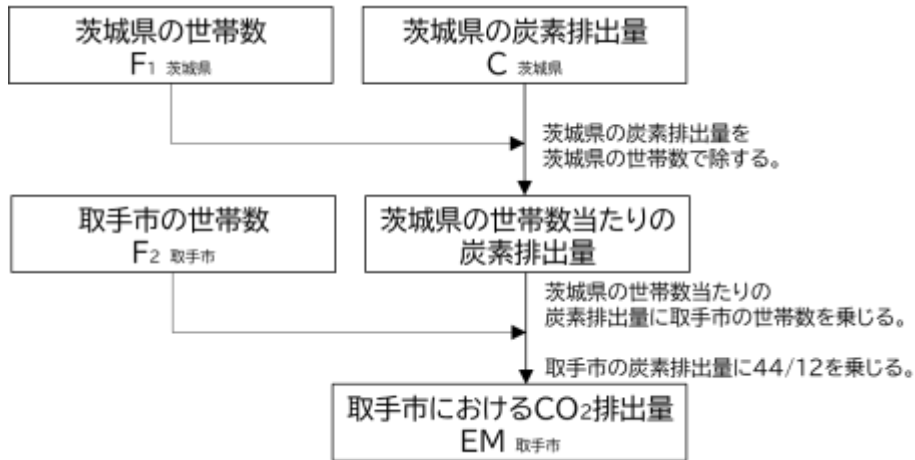 茨城県の世帯数
F1 茨城県
茨城県の炭素排出量
C 茨城県
茨城県の炭素排出量を
茨城県の世帯数で除する。
取手市の世帯数
F2 取手市
茨城県の世帯数当たりの
炭素排出量
茨城県の世帯数当たりの
炭素排出量に取手市の世帯数を乗じる。
取手市の炭素排出量に44/12を乗じる。
取手市におけるCO2排出量
EM 取手市